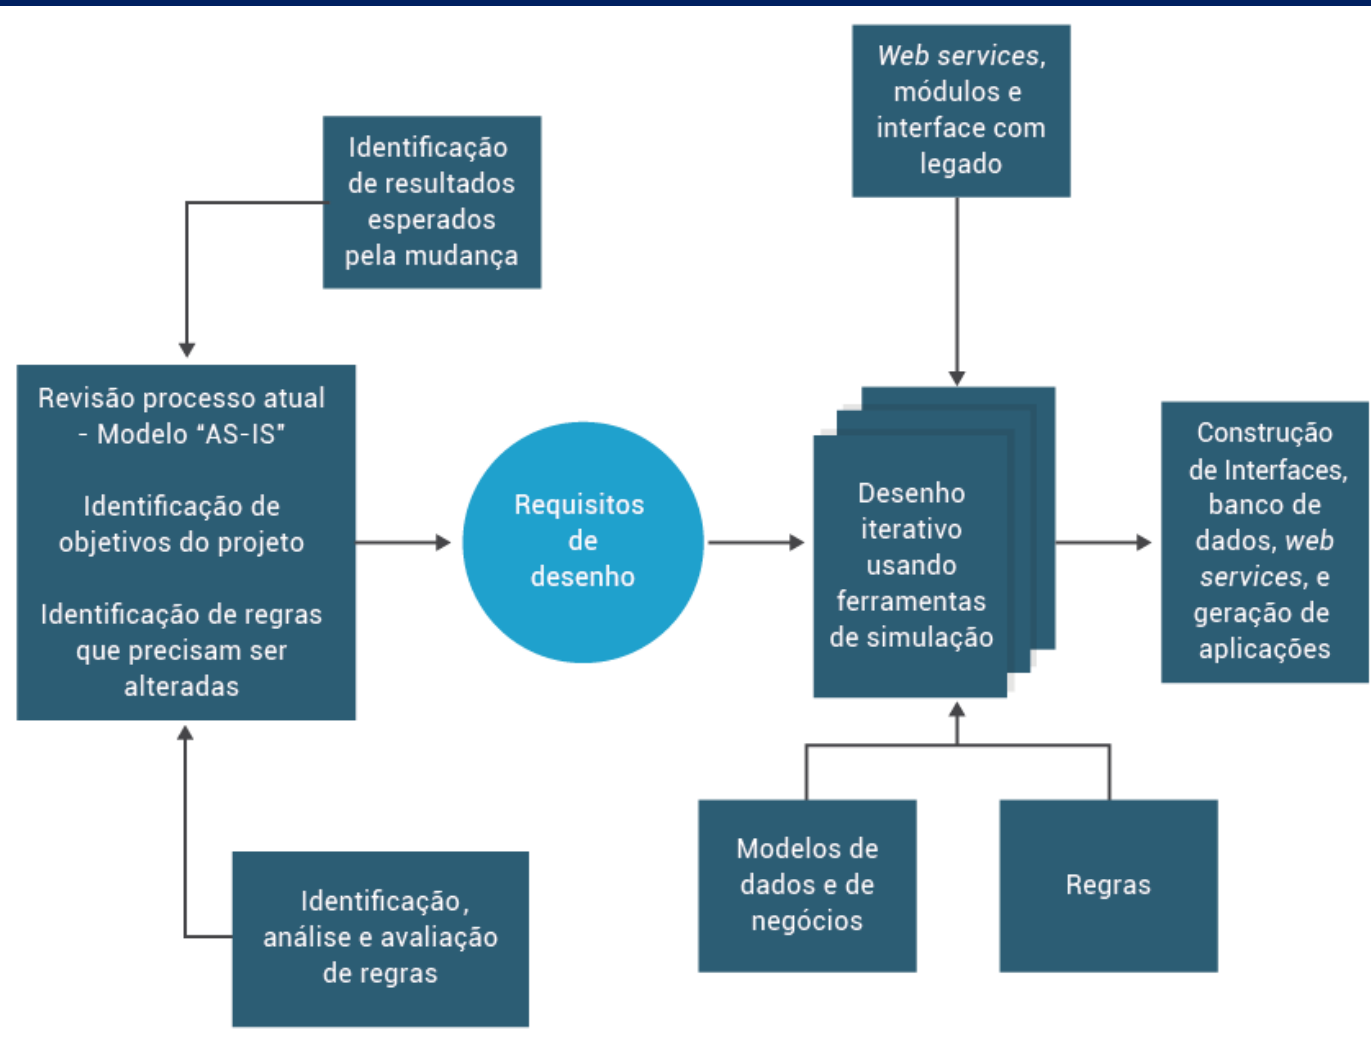 Web services,
módulos e
interface com
legado
Identificação
de resultados
esperados
pela mudança
Revisão processo atual
- Modelo “AS-IS”
Identificação de
objetivos do projeto
Identificação de regras
que precisam ser
alteradas
Requisitos
de
desenho
Desenho
iterativo
usando
ferramentas
de simulação
Construção
de Interfaces,
banco de
dados, web
services, e
geração de
aplicações
Identificação,
análise e avaliação
de regras
Modelos de
dados e de
negócios
Regras